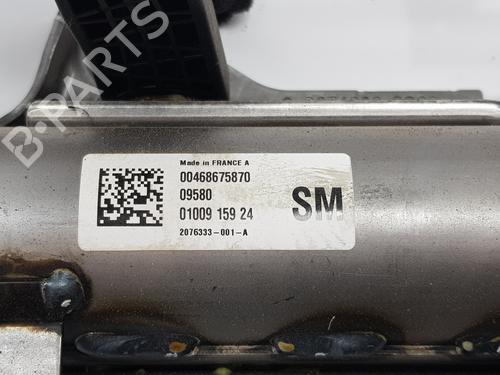 B-PARTS
Made in FRANCE A
00468675870
09580
01009 159 24
SM
2076333-001-A